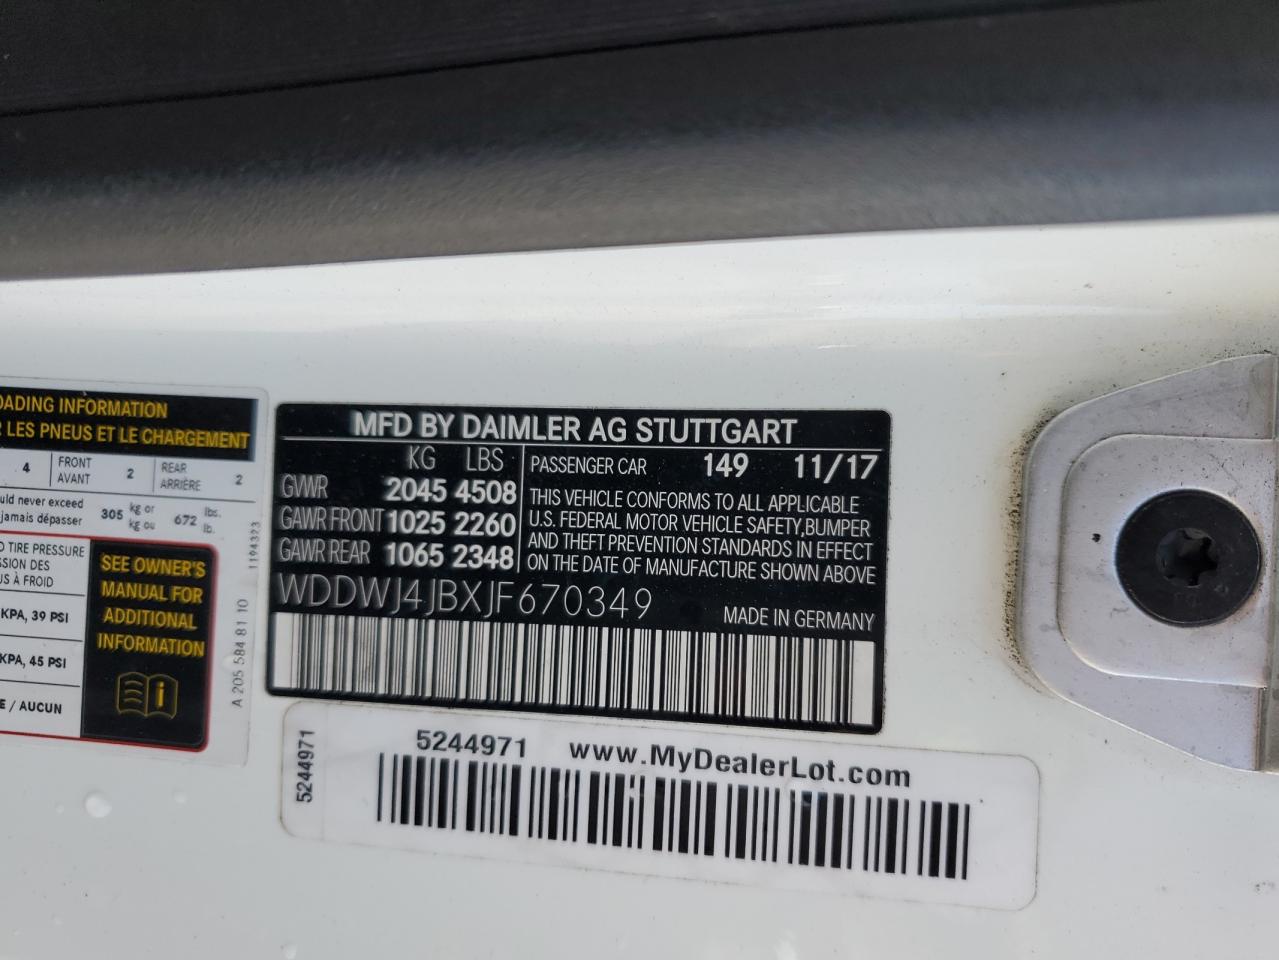 OADING INFORMATION
R LES PNEUS ET LE CHARGEMENT
4 FRONT AVANT 2 REAR ARRIÈRE 2
uld never exceed
jamais dépasser 305 kg or kg ou 672 lbs. lb.
D TIRE PRESSURE
SION DES
US À FROID
KPA, 39 PSI
KPA, 45 PSI
E / AUCUN
SEE OWNER'S
MANUAL FOR
ADDITIONAL
INFORMATION
A 205 584 81 10
1194323
MFD BY DAIMLER AG STUTTGART
KG LBS
GVWR 2045 4508
GAWR FRONT 1025 2260
GAWR REAR 1065 2348
PASSENGER CAR 149 11/17
THIS VEHICLE CONFORMS TO ALL APPLICABLE
U.S. FEDERAL MOTOR VEHICLE SAFETY,BUMPER
AND THEFT PREVENTION STANDARDS IN EFFECT
ON THE DATE OF MANUFACTURE SHOWN ABOVE
WDDWJ4JBXJF670349
MADE IN GERMANY
5244971
5244971 www.MyDealerLot.com